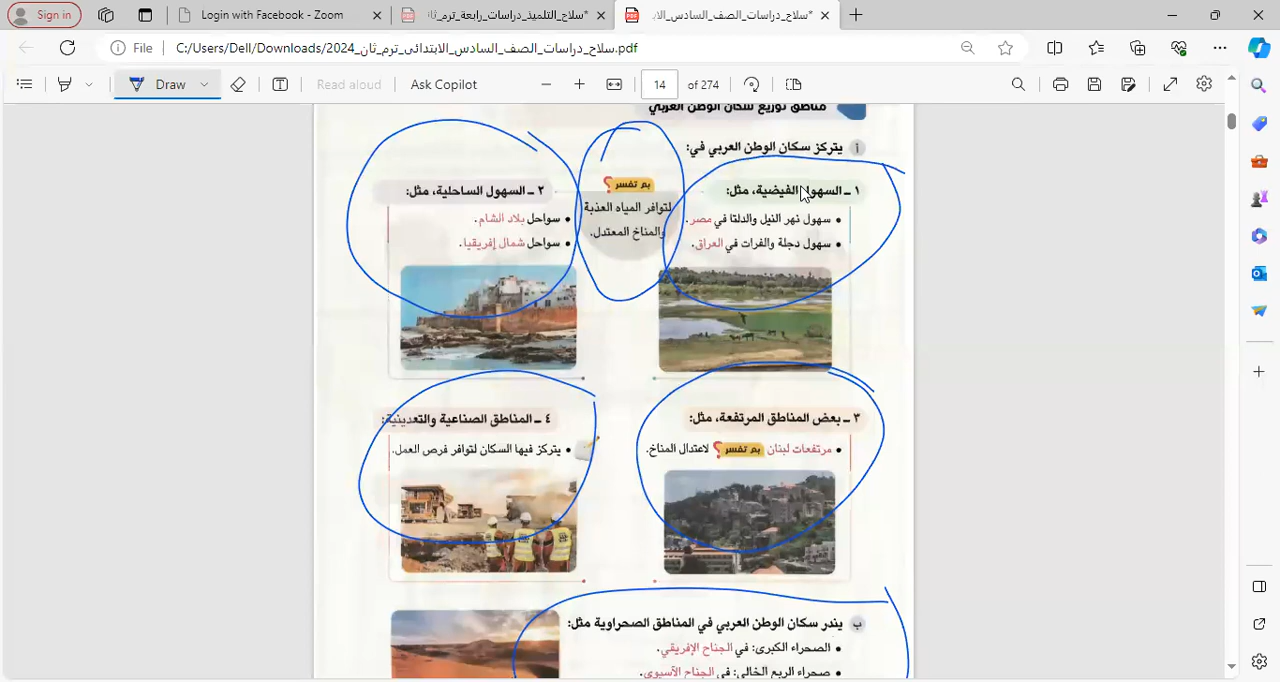 Sign in
Login with Facebook - Zoom
*سلاح_التلميذ_دراسات_رابعة_ترم_ثان
*سلاح_دراسات_الصف_السادس_الاب
File
C:/Users/Dell/Downloads/2024_سلاح_دراسات_الصف_السادس_الابتدائى_ترم_ثان.pdf
Draw
Read aloud
Ask Copilot
14 of 274
مناطق توزيع سكان الوطن العربي
أ يتركز سكان الوطن العربي في:
١ ـ السهول الفيضية، مثل:
• سهول نهر النيل والدلتا في مصر.
• سهول دجلة والفرات في العراق.
بم تفسر ؟
لتوافر المياه العذبة
والمناخ المعتدل.
٢ ـ السهول الساحلية، مثل:
• سواحل بلاد الشام.
• سواحل شمال إفريقيا.
٣ ـ بعض المناطق المرتفعة، مثل:
• مرتفعات لبنان بم تفسر ؟ لاعتدال المناخ.
٤ ـ المناطق الصناعية والتعدينية:
• يتركز فيها السكان لتوافر فرص العمل.
ب يندر سكان الوطن العربي في المناطق الصحراوية مثل:
• الصحراء الكبرى: في الجناح الإفريقي.
• صحراء الربع الخالي: في الجناح الآسيوي.